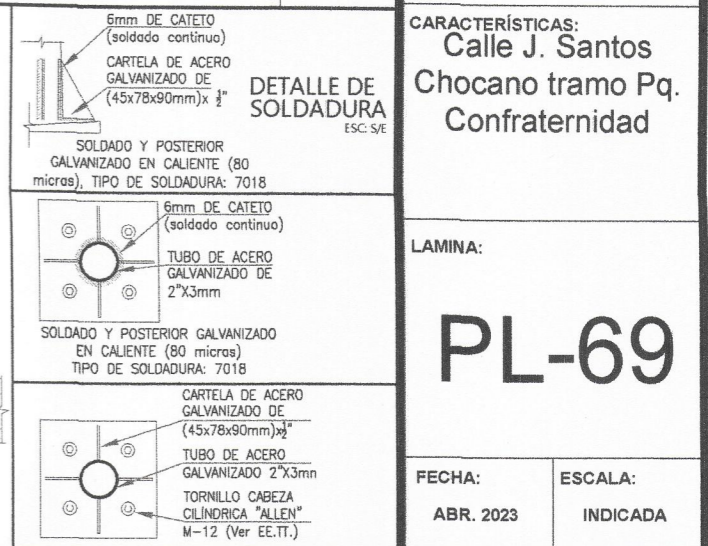 6mm DE CATETO
(soldado continuo)
CARTELA DE ACERO
GALVANIZADO DE
(45x78x90mm)x ½"
DETALLE DE
SOLDADURA
ESC: S/E
SOLDADO Y POSTERIOR
GALVANIZADO EN CALIENTE (80
micras), TIPO DE SOLDADURA: 7018
6mm DE CATETO
(soldado continuo)
TUBO DE ACERO
GALVANIZADO DE
2"X3mm
SOLDADO Y POSTERIOR GALVANIZADO
EN CALIENTE (80 micras)
TIPO DE SOLDADURA: 7018
CARTELA DE ACERO
GALVANIZADO DE
(45x78x90mm)x½"
TUBO DE ACERO
GALVANIZADO 2"X3mm
TORNILLO CABEZA
CILÍNDRICA "ALLEN"
M-12 (Ver EE.TT.)
CARACTERÍSTICAS:
Calle J. Santos
Chocano tramo Pq.
Confraternidad
LAMINA:
PL-69
FECHA:
ABR. 2023
ESCALA:
INDICADA